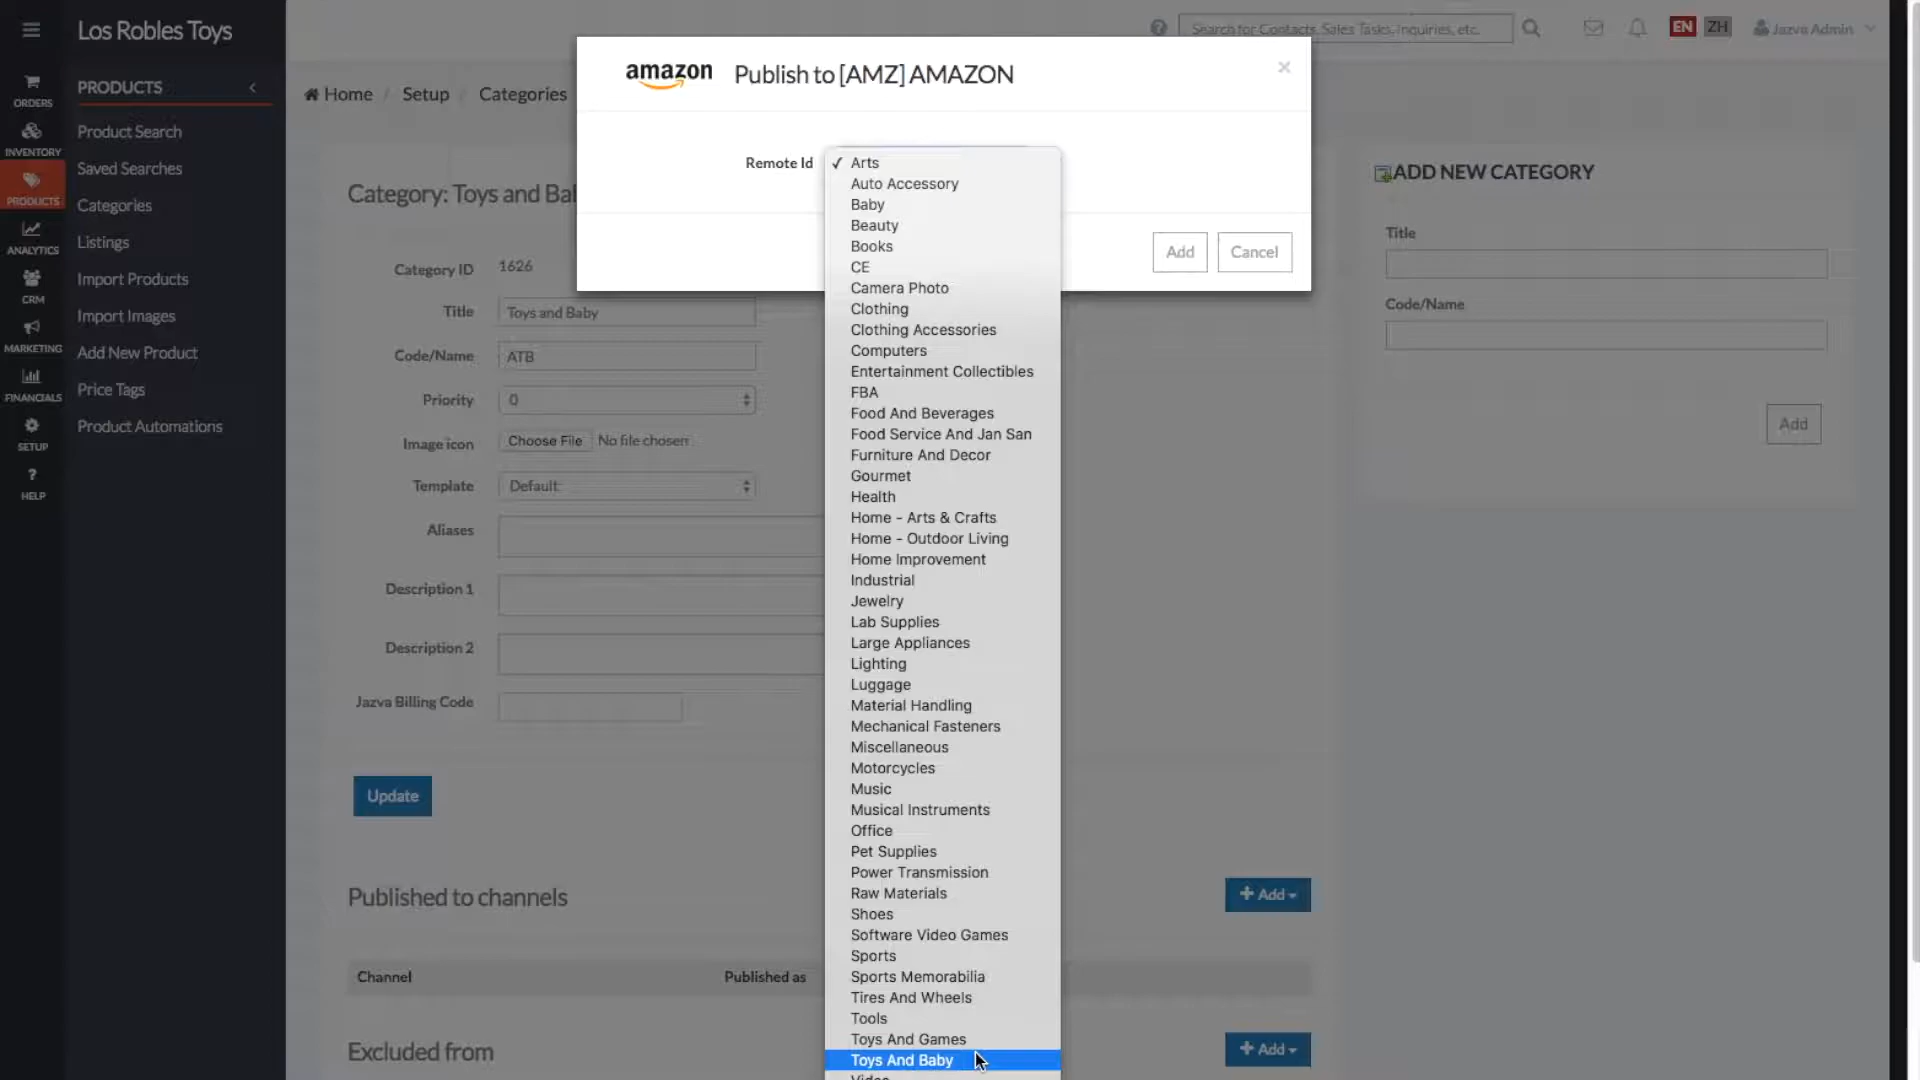 Los Robles Toys
ORDERS
INVENTORY
PRODUCTS
ANALYTICS
CRM
MARKETING
FINANCIALS
SETUP
?
HELP
PRODUCTS
Product Search
Saved Searches
Categories
Listings
Import Products
Import Images
Add New Product
Price Tags
Product Automations
? Search for Contacts, Sales Tasks, Inquiries, etc. EN ZH Jazva Admin
Home / Setup / Categories
amazon Publish to [AMZ] AMAZON ×
Remote Id
✓ Arts
Auto Accessory
Baby
Beauty
Books
CE
Camera Photo
Clothing
Clothing Accessories
Computers
Entertainment Collectibles
FBA
Food And Beverages
Food Service And Jan San
Furniture And Decor
Gourmet
Health
Home - Arts & Crafts
Home - Outdoor Living
Home Improvement
Industrial
Jewelry
Lab Supplies
Large Appliances
Lighting
Luggage
Material Handling
Mechanical Fasteners
Miscellaneous
Motorcycles
Music
Musical Instruments
Office
Pet Supplies
Power Transmission
Raw Materials
Shoes
Software Video Games
Sports
Sports Memorabilia
Tires And Wheels
Tools
Toys And Games
Toys And Baby
Video
Add Cancel
Category: Toys and Ba
Category ID 1626
Title Toys and Baby
Code/Name ATB
Priority 0
Image icon Choose File No file chosen
Template Default
Aliases
Description 1
Description 2
Jazva Billing Code
Update
Published to channels + Add
Channel Published as
Excluded from + Add
ADD NEW CATEGORY
Title
Code/Name
Add